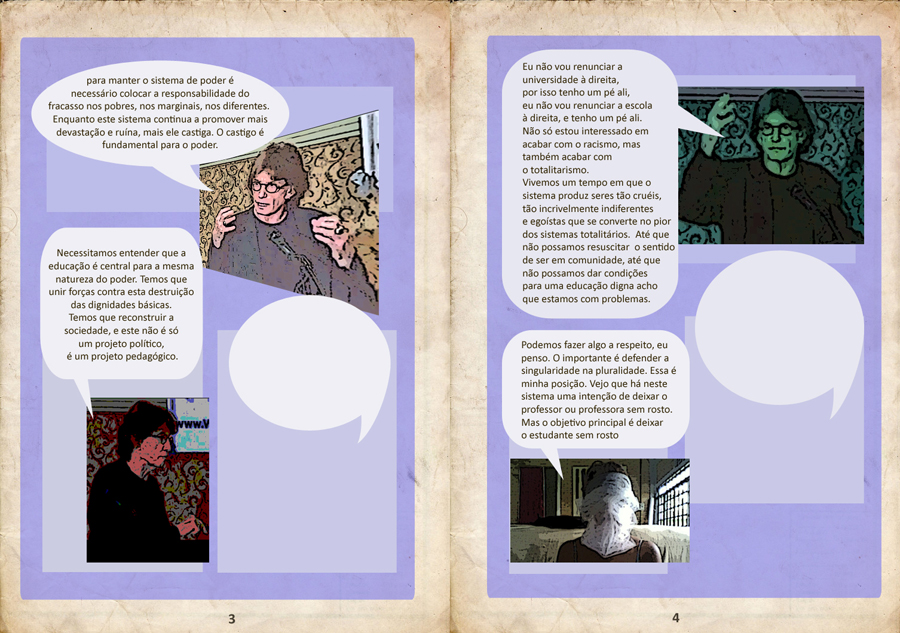 para manter o sistema de poder é
necessário colocar a responsabilidade do
fracasso nos pobres, nos marginais, nos diferentes.
Enquanto este sistema continua a promover mais
devastação e ruína, mais ele castiga. O castigo é
fundamental para o poder.
Necessitamos entender que a
educação é central para a mesma
natureza do poder. Temos que
unir forças contra esta destruição
das dignidades básicas.
Temos que reconstruir a
sociedade, e este não é só
um projeto político,
é um projeto pedagógico.
www.V
3
Eu não vou renunciar a
universidade à direita,
por isso tenho um pé ali,
eu não vou renunciar a escola
à direita, e tenho um pé ali.
Não só estou interessado em
acabar com o racismo, mas
também acabar com
o totalitarismo.
Vivemos um tempo em que o
sistema produz seres tão cruéis,
tão incrivelmente indiferentes
e egoístas que se converte no pior
dos sistemas totalitários. Até que
não possamos resuscitar o sentido
de ser em comunidade, até que
não possamos dar condições
para uma educação digna acho
que estamos com problemas.
Podemos fazer algo a respeito, eu
penso. O importante é defender a
singularidade na pluralidade. Essa é
minha posição. Vejo que há neste
sistema uma intenção de deixar o
professor ou professora sem rosto.
Mas o objetivo principal é deixar
o estudante sem rosto
4